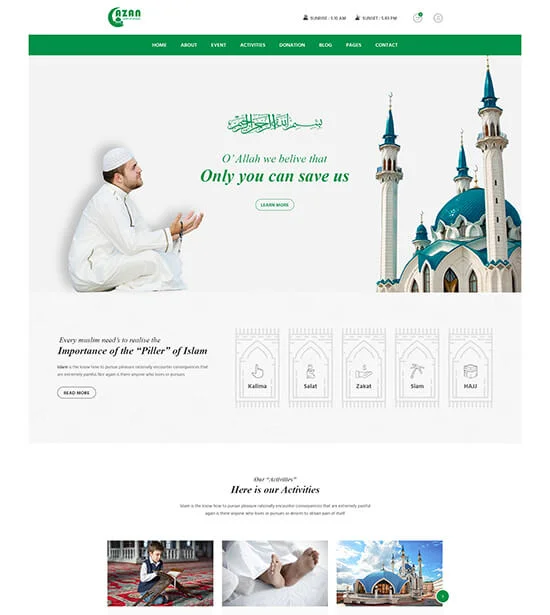 AZAN
SUNRISE : 5.10 AM
SUNSET : 5.49 PM
HOME ABOUT EVENT ACTIVITIES DONATION BLOG PAGES CONTACT
بسم الله الرحمن الرحيم
O`Allah we belive that
Only you can save us
LEARN MORE
Every muslim need's to realise the
Importance of the “Piller” of Islam
Islam is the know how to pursue pleasure rationally encounter consequences that
are extremely painful. Nor again is there anyone who loves or pursues
READ MORE
Kalima
Salat
Zakat
Siam
HAJJ
Our “Activities”
Here is our Activities
Islam is the know how to pursue pleasure rationally encounter consequences that are extremely painful
again is there anyone who loves or pursues or desires to obtain pain of itself